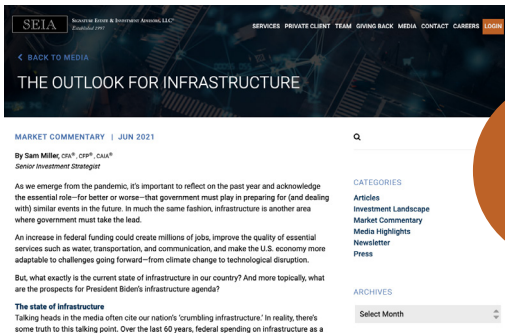 SEIA
SIGNATURE ESTATE & INVESTMENT ADVISORS, LLC®
Established 1997
SERVICES PRIVATE CLIENT TEAM GIVING BACK MEDIA CONTACT CAREERS LOGIN
BACK TO MEDIA
THE OUTLOOK FOR INFRASTRUCTURE
MARKET COMMENTARY | JUN 2021
By Sam Miller, CFA®, CFP®, CAIA®
Senior Investment Strategist
As we emerge from the pandemic, it's important to reflect on the past year and acknowledge
the essential role—for better or worse—that government must play in preparing for (and dealing
with) similar events in the future. In much the same fashion, infrastructure is another area
where government must take the lead.
An increase in federal funding could create millions of jobs, improve the quality of essential
services such as water, transportation, and communication, and make the U.S. economy more
adaptable to challenges going forward—from climate change to technological disruption.
But, what exactly is the current state of infrastructure in our country? And more topically, what
are the prospects for President Biden's infrastructure agenda?
The state of infrastructure
Talking heads in the media often cite our nation's 'crumbling infrastructure.' In reality, there's
some truth to this talking point. Over the last 60 years, federal spending on infrastructure as a
CATEGORIES
Articles
Investment Landscape
Market Commentary
Media Highlights
Newsletter
Press
ARCHIVES
Select Month